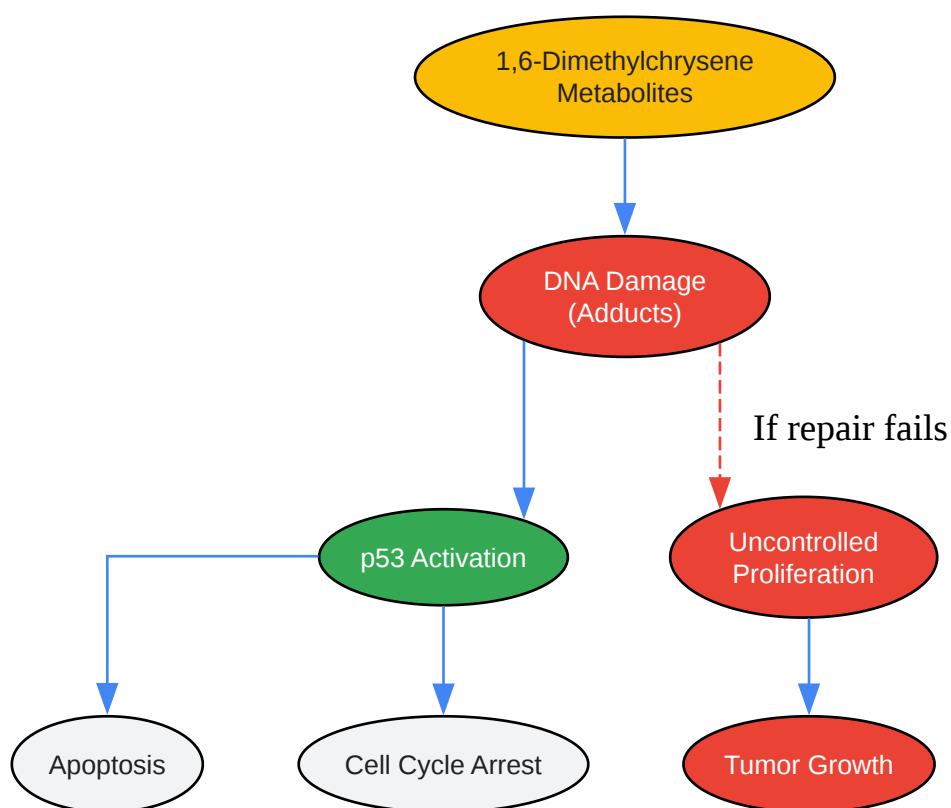 1,6-Dimethylchrysene
Metabolites
DNA Damage
(Adducts)
If repair fails
p53 Activation
Uncontrolled
Proliferation
Apoptosis
Cell Cycle Arrest
Tumor Growth